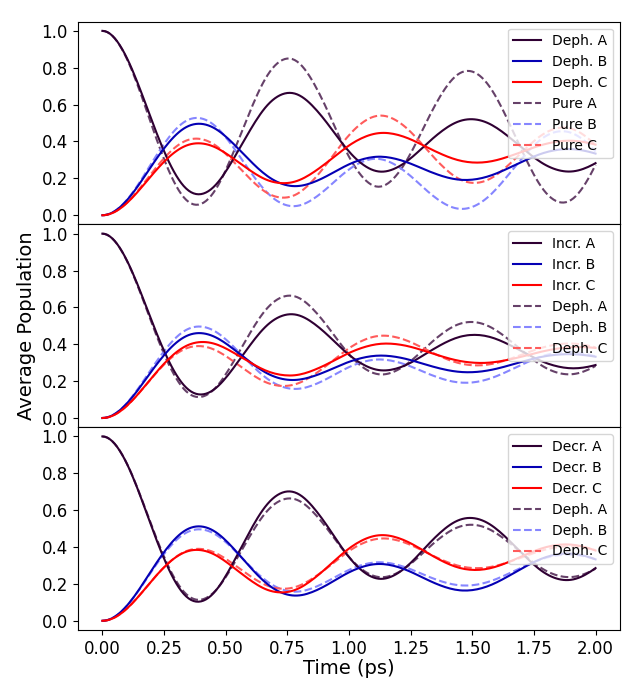 1.0
0.8
0.6
0.4
0.2
0.0
Deph. A
Deph. B
Deph. C
Pure A
Pure B
Pure C
1.0
0.8
0.6
0.4
0.2
0.0
Incr. A
Incr. B
Incr. C
Deph. A
Deph. B
Deph. C
Average Population
1.0
0.8
0.6
0.4
0.2
0.0
Decr. A
Decr. B
Decr. C
Deph. A
Deph. B
Deph. C
0.00 0.25 0.50 0.75 1.00 1.25 1.50 1.75 2.00
Time (ps)